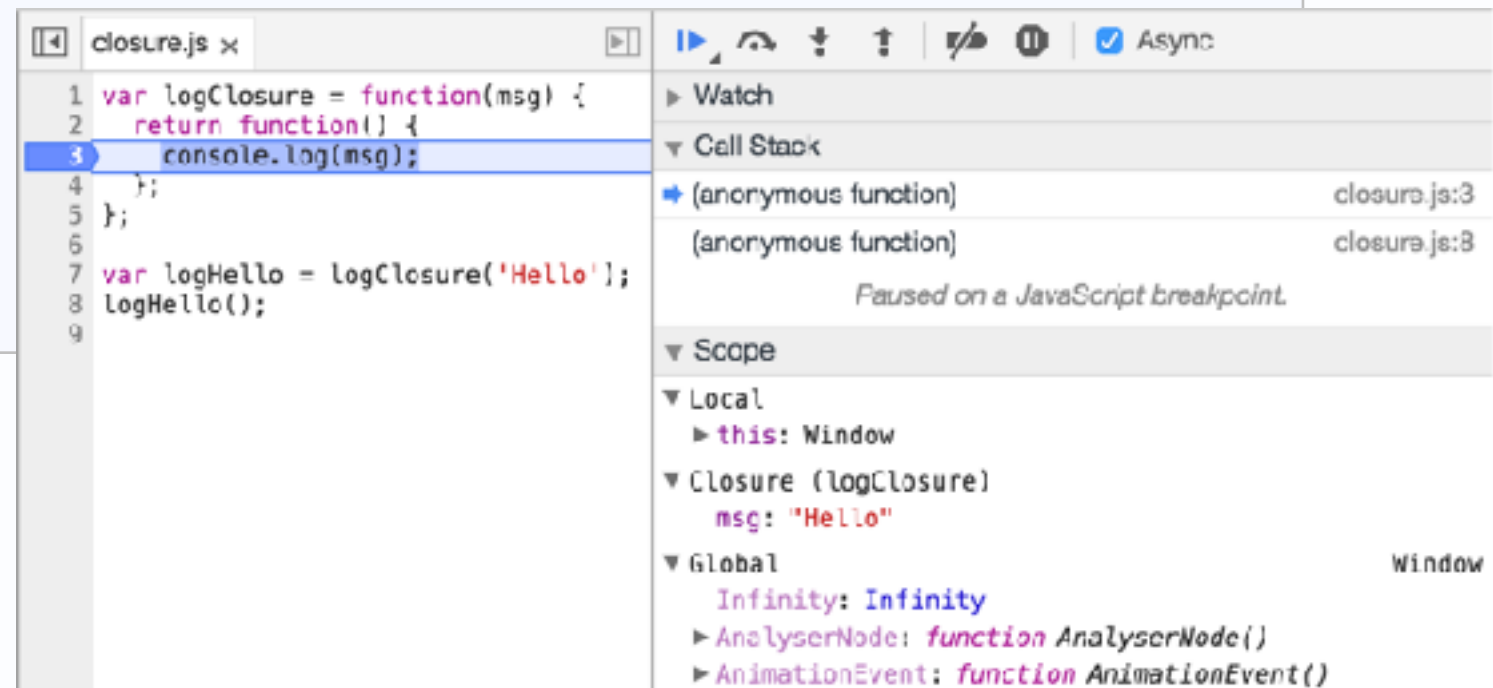 closure.js ×
1 var logClosure = function(msg) {
2 return function() {
3 console.log(msg);
4 };
5 };
6
7 var logHello = logClosure('Hello');
8 logHello();
9
Async
Watch
Call Stack
(anonymous function) closure.js:3
(anonymous function) closure.js:8
Paused on a JavaScript breakpoint.
Scope
Local
this: Window
Closure (logClosure)
msg: "Hello"
Global Window
Infinity: Infinity
AnalyserNode: function AnalyserNode()
AnimationEvent: function AnimationEvent()